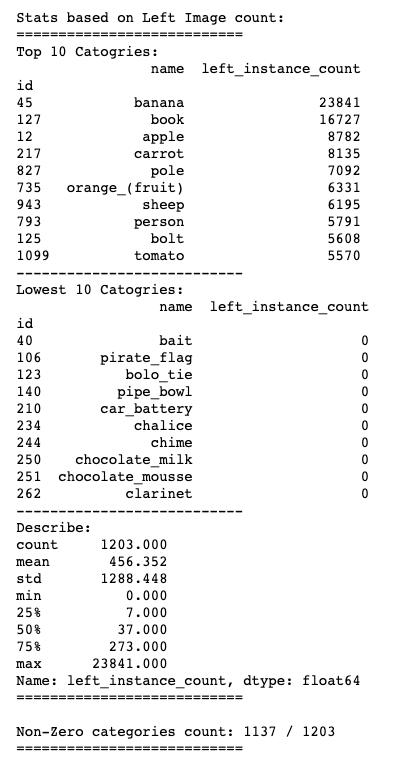 Stats based on Left Image count:
===========================
Top 10 Catogries:
name left_instance_count
id
45 banana 23841
127 book 16727
12 apple 8782
217 carrot 8135
827 pole 7092
735 orange_(fruit) 6331
943 sheep 6195
793 person 5791
125 bolt 5608
1099 tomato 5570
---------------------------
Lowest 10 Catogries:
name left_instance_count
id
40 bait 0
106 pirate_flag 0
123 bolo_tie 0
140 pipe_bowl 0
210 car_battery 0
234 chalice 0
244 chime 0
250 chocolate_milk 0
251 chocolate_mousse 0
262 clarinet 0
---------------------------
Describe:
count 1203.000
mean 456.352
std 1288.448
min 0.000
25% 7.000
50% 37.000
75% 273.000
max 23841.000
Name: left_instance_count, dtype: float64
===========================
Non-Zero categories count: 1137 / 1203
===========================